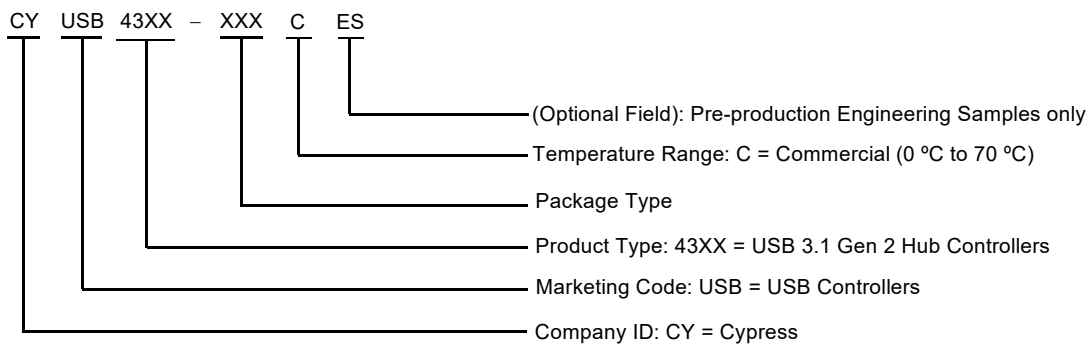 CY USB 43XX – XXX C ES
(Optional Field): Pre-production Engineering Samples only
Temperature Range: C = Commercial (0 ºC to 70 ºC)
Package Type
Product Type: 43XX = USB 3.1 Gen 2 Hub Controllers
Marketing Code: USB = USB Controllers
Company ID: CY = Cypress